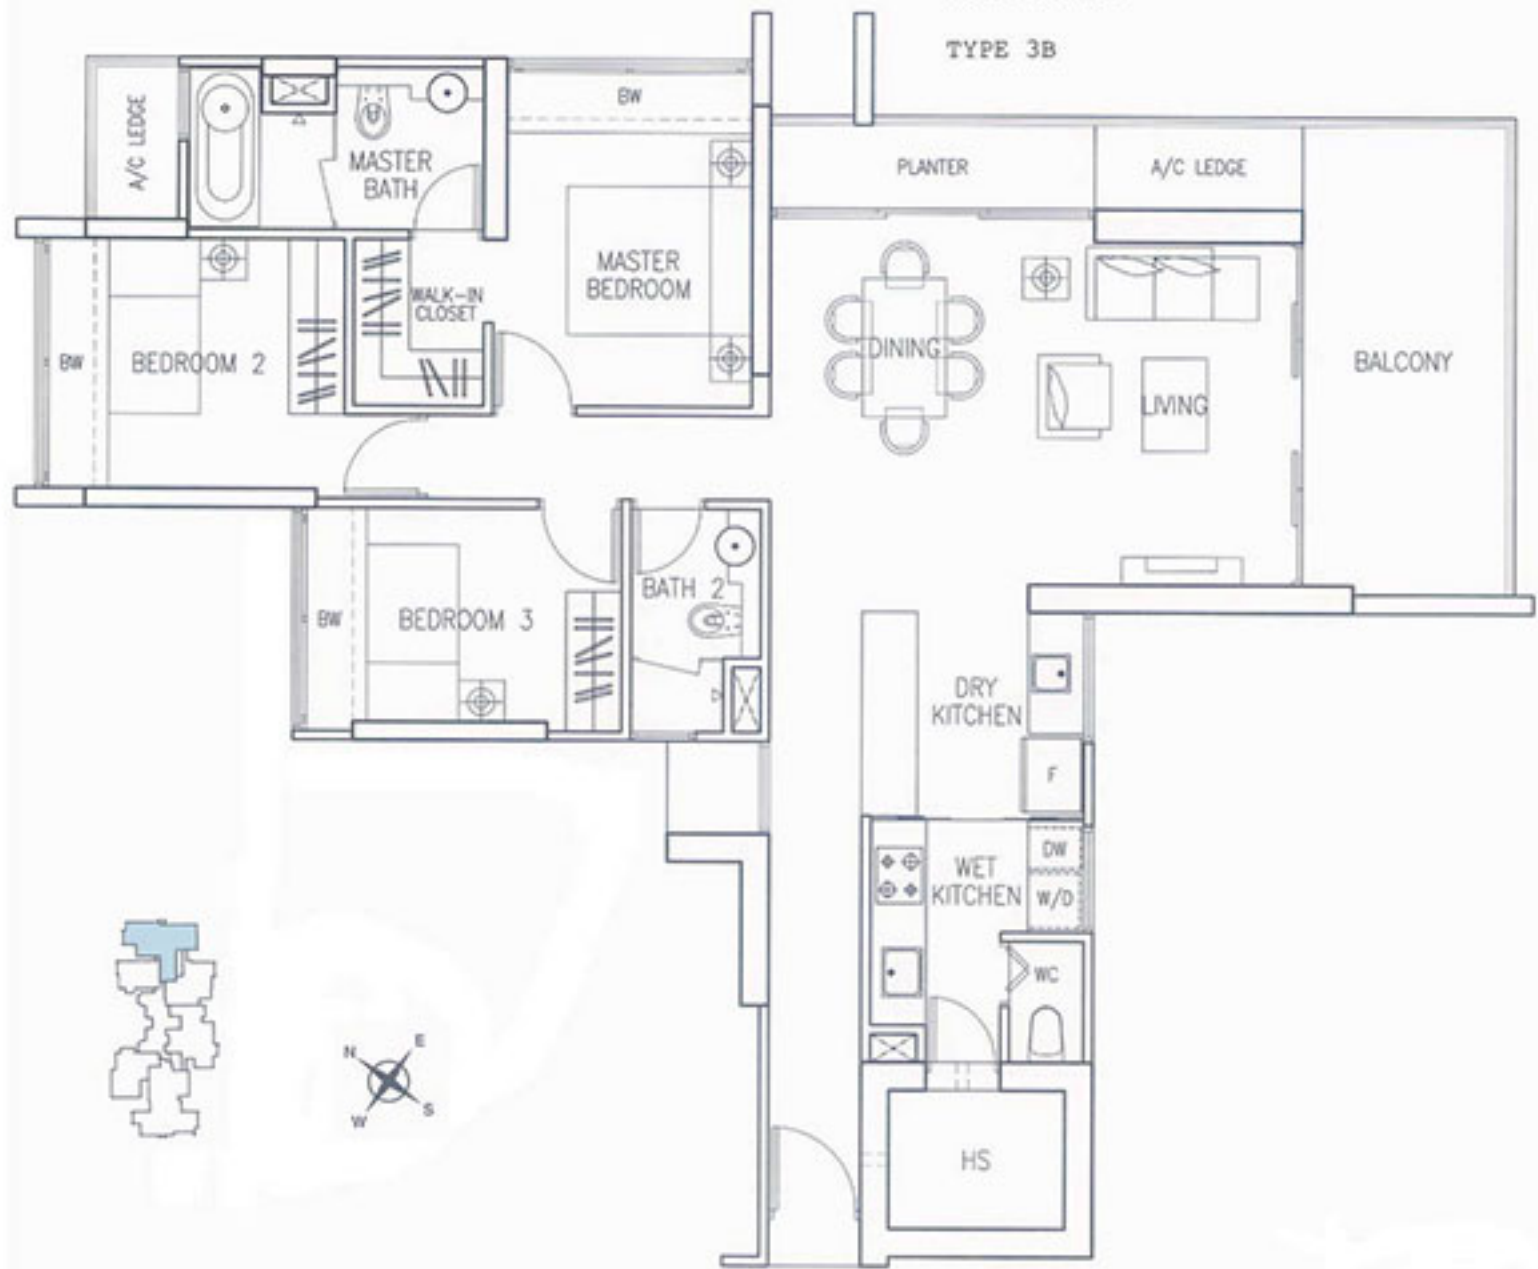 TYPE 3B
A/C LEDGE
BW
MASTER
BATH
PLANTER
A/C LEDGE
MASTER
BEDROOM
WALK-IN
CLOSET
BW
BEDROOM 2
DINING
LIVING
BALCONY
BW
BEDROOM 3
BATH 2
DRY
KITCHEN
F
WET
KITCHEN
DW
W/D
WC
HS
N
E
W
S